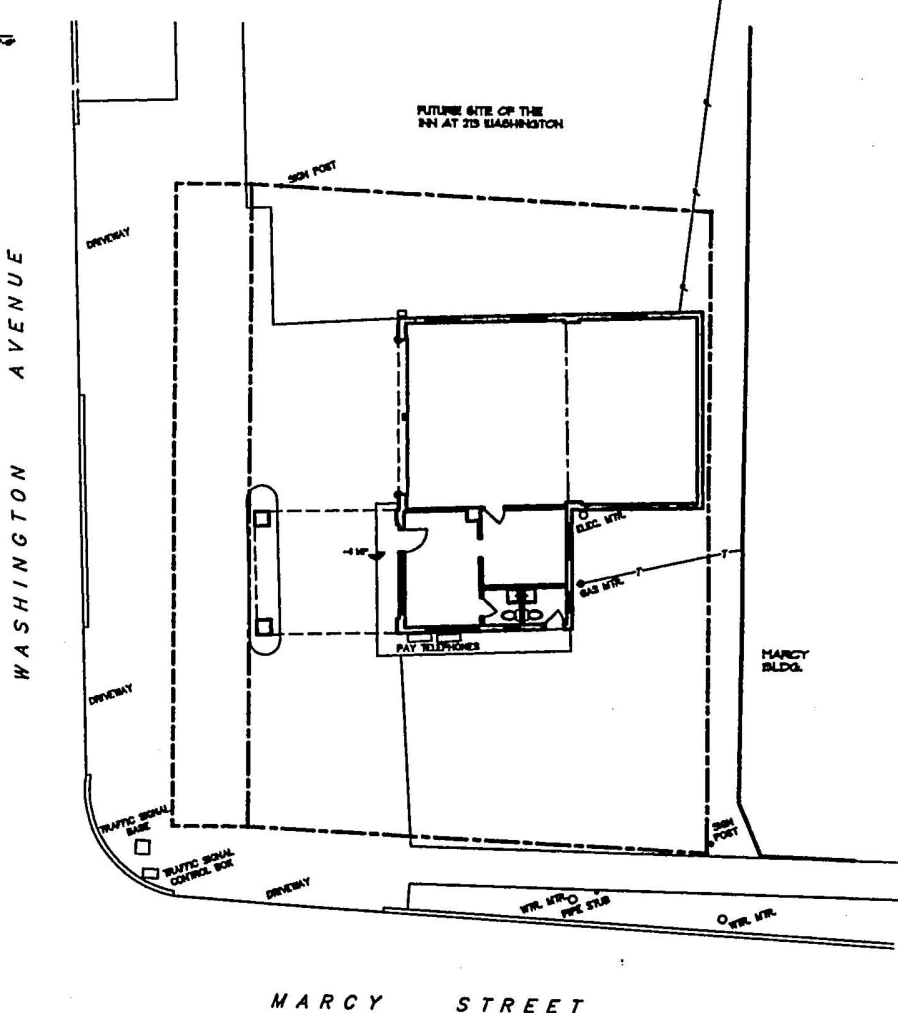 FUTURE SITE OF THE
INN AT 213 WASHINGTON
SIGN POST
DRIVEWAY
WASHINGTON AVENUE
ELEC. MTR.
GAS MTR.
T
T
PAY TELEPHONES
MARCY
BLDG.
DRIVEWAY
SIGN
POST
TRAFFIC SIGNAL
BASE
TRAFFIC SIGNAL
CONTROL BOX
DRIVEWAY
WTR. MTR.
PIPE STUB
WTR. MTR.
MARCY STREET